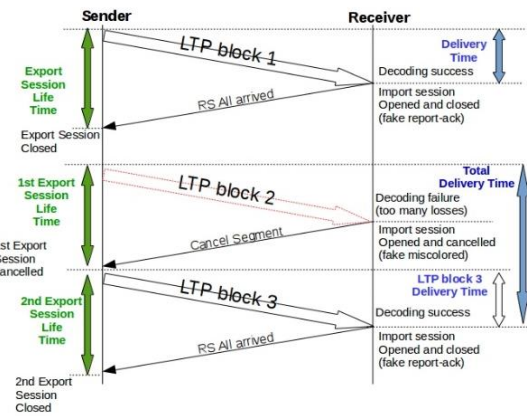 Sender
Receiver
LTP block 1
Delivery
Time
Export
Session
Life
Time
Decoding success
RS All arrived
Import session
Opened and closed
(fake report-ack)
Export Session
Closed
1st Export
Session
Life
Time
LTP block 2
Total
Delivery Time
Decoding failure
(too many losses)
Cancel Segment
Import session
Opened and cancelled
(fake miscolored)
st Export
Session
ancelled
LTP block 3
LTP block 3
Delivery Time
2nd Export
Session
Life
Time
Decoding success
RS All arrived
Import session
Opened and closed
(fake report-ack)
2nd Export
Session
Closed